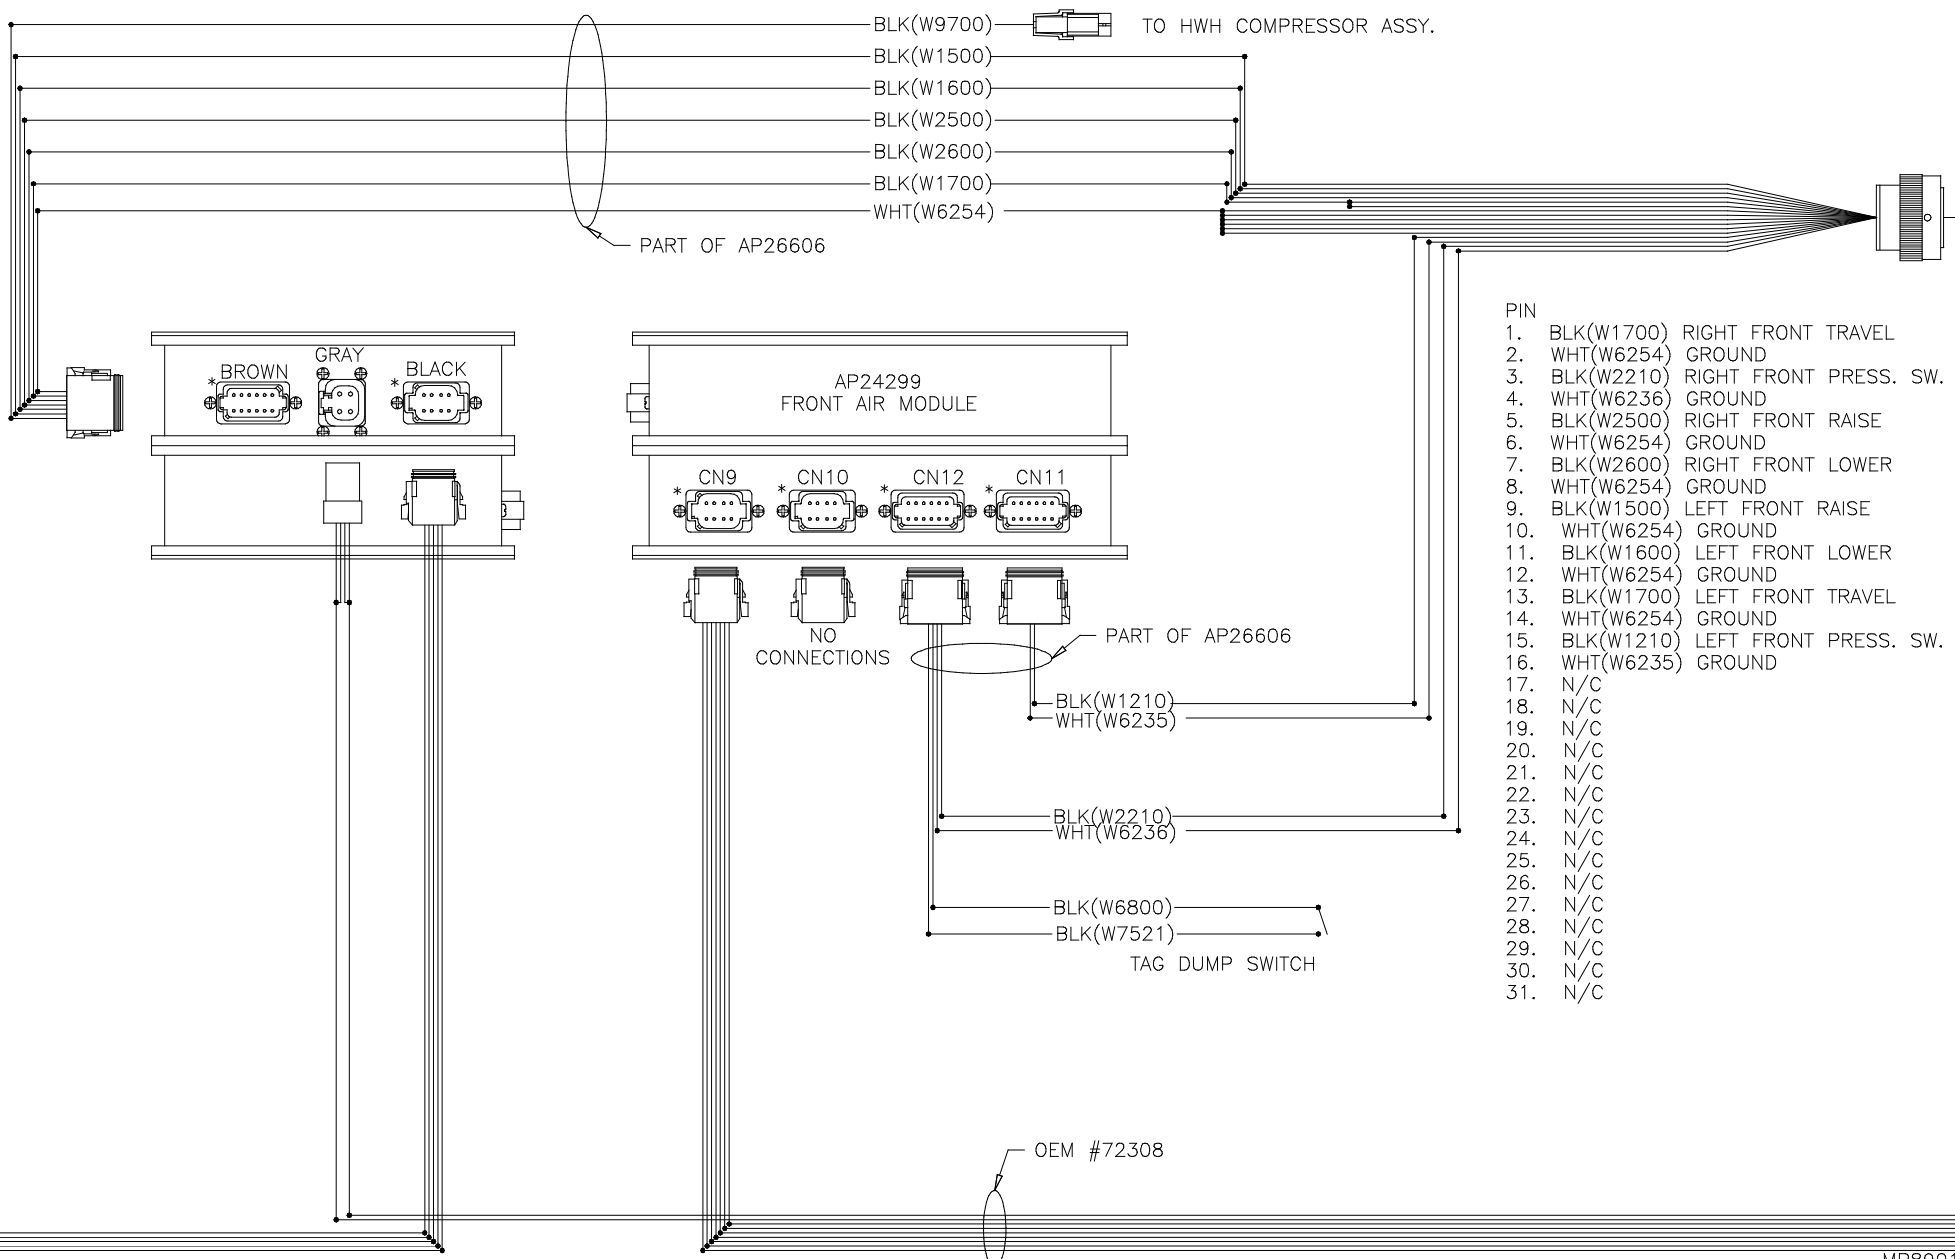 BLK(W9700)
TO HWH COMPRESSOR ASSY.
BLK(W1500)
BLK(W1600)
BLK(W2500)
BLK(W2600)
BLK(W1700)
WHT(W6254)
PART OF AP26606
BROWN
GRAY
BLACK
*
*
AP24299
FRONT AIR MODULE
CN9
CN10
CN12
CN11
*
*
*
*
NO
CONNECTIONS
PART OF AP26606
BLK(W1210)
WHT(W6235)
BLK(W2210)
WHT(W6236)
BLK(W6800)
BLK(W7521)
TAG DUMP SWITCH
PIN
1. BLK(W1700) RIGHT FRONT TRAVEL
2. WHT(W6254) GROUND
3. BLK(W2210) RIGHT FRONT PRESS. SW.
4. WHT(W6236) GROUND
5. BLK(W2500) RIGHT FRONT RAISE
6. WHT(W6254) GROUND
7. BLK(W2600) RIGHT FRONT LOWER
8. WHT(W6254) GROUND
9. BLK(W1500) LEFT FRONT RAISE
10. WHT(W6254) GROUND
11. BLK(W1600) LEFT FRONT LOWER
12. WHT(W6254) GROUND
13. BLK(W1700) LEFT FRONT TRAVEL
14. WHT(W6254) GROUND
15. BLK(W1210) LEFT FRONT PRESS. SW.
16. WHT(W6235) GROUND
17. N/C
18. N/C
19. N/C
20. N/C
21. N/C
22. N/C
23. N/C
24. N/C
25. N/C
26. N/C
27. N/C
28. N/C
29. N/C
30. N/C
31. N/C
OEM #72308